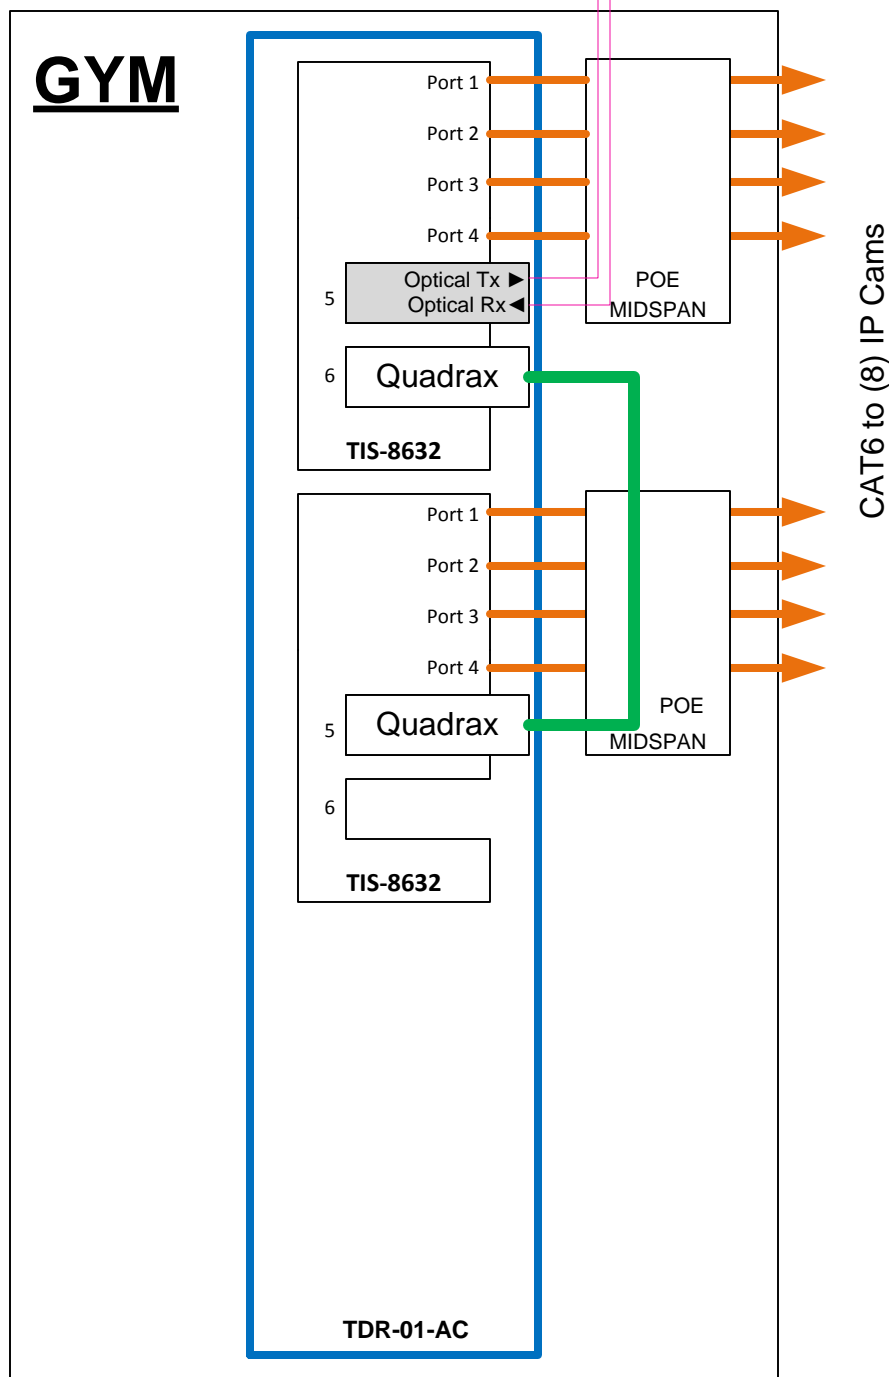 GYM
Port 1
Port 2
Port 3
Port 4
5
Optical Tx ►
Optical Rx◄
POE
MIDSPAN
6
Quadrax
TIS-8632
CAT6 to (8) IP Cams
Port 1
Port 2
Port 3
Port 4
5
Quadrax
POE
MIDSPAN
6
TIS-8632
TDR-01-AC